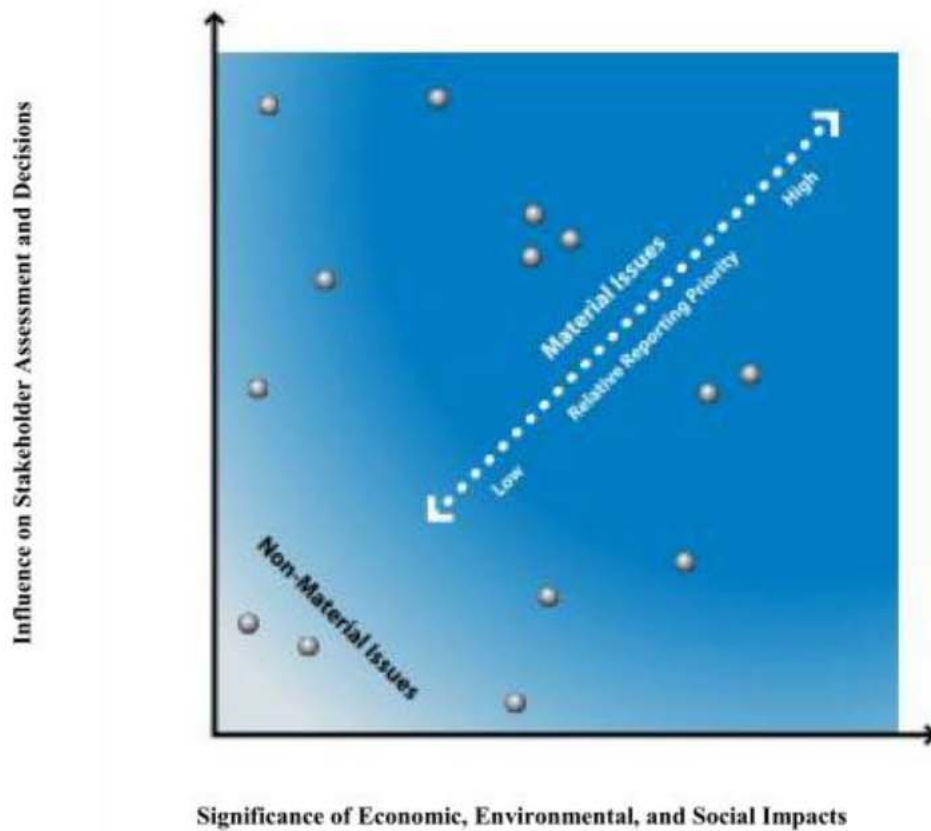 Influence on Stakeholder Assessment and Decisions
High
Material Issues
Relative Reporting Priority
Low
Non-Material Issues
Significance of Economic, Environmental, and Social Impacts